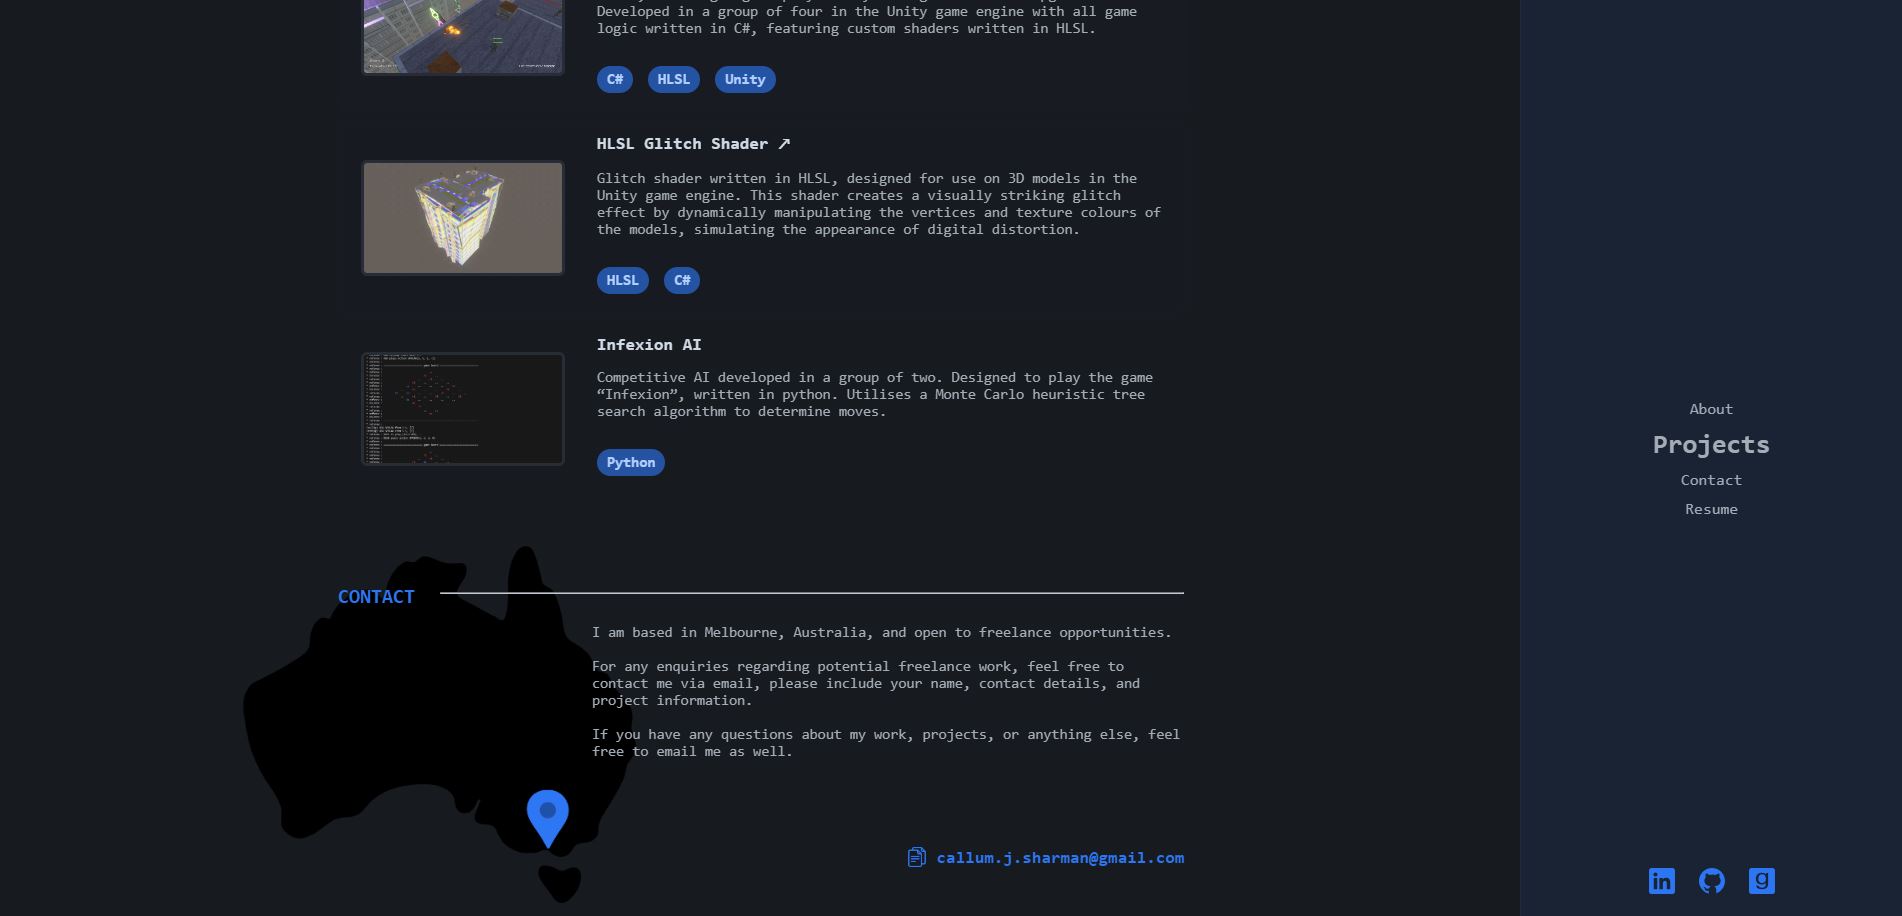 Developed in a group of four in the Unity game engine with all game
logic written in C#, featuring custom shaders written in HLSL.
C# HLSL Unity
HLSL Glitch Shader ↗
Glitch shader written in HLSL, designed for use on 3D models in the
Unity game engine. This shader creates a visually striking glitch
effect by dynamically manipulating the vertices and texture colours of
the models, simulating the appearance of digital distortion.
HLSL C#
Infexion AI
Competitive AI developed in a group of two. Designed to play the game
“Infexion”, written in python. Utilises a Monte Carlo heuristic tree
search algorithm to determine moves.
Python
CONTACT
I am based in Melbourne, Australia, and open to freelance opportunities.
For any enquiries regarding potential freelance work, feel free to
contact me via email, please include your name, contact details, and
project information.
If you have any questions about my work, projects, or anything else, feel
free to email me as well.
callum.j.sharman@gmail.com
About
Projects
Contact
Resume
in
g